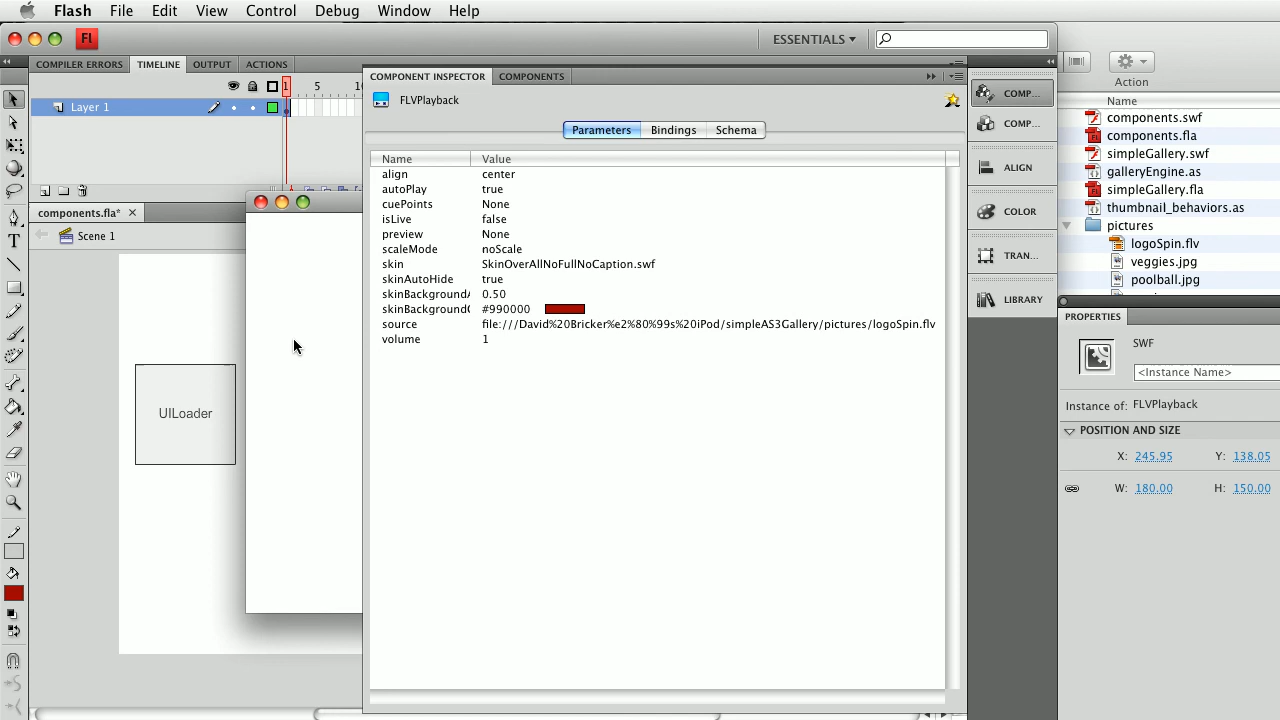 Flash File Edit View Control Debug Window Help
Fl ESSENTIALS
COMPILER ERRORS TIMELINE OUTPUT ACTIONS
1 5
Layer 1
components.fla*
Scene 1
UILoader
COMPONENT INSPECTOR COMPONENTS
FLVPlayback
Parameters Bindings Schema
Name Value
align center
autoPlay true
cuePoints None
isLive false
preview None
scaleMode noScale
skin SkinOverAllNoFullNoCaption.swf
skinAutoHide true
skinBackgroundA 0.50
skinBackgroundC #990000
source file:///David%20Bricker%e2%80%99s%20iPod/simpleAS3Gallery/pictures/logoSpin.flv
volume 1
COMP...
COMP...
ALIGN
COLOR
TRAN...
LIBRARY
Action
Name
components.swf
components.fla
simpleGallery.swf
galleryEngine.as
simpleGallery.fla
thumbnail_behaviors.as
pictures
logoSpin.flv
veggies.jpg
poolball.jpg
PROPERTIES
SWF
<Instance Name>
Instance of: FLVPlayback
POSITION AND SIZE
X: 245.95 Y: 138.05
W: 180.00 H: 150.00